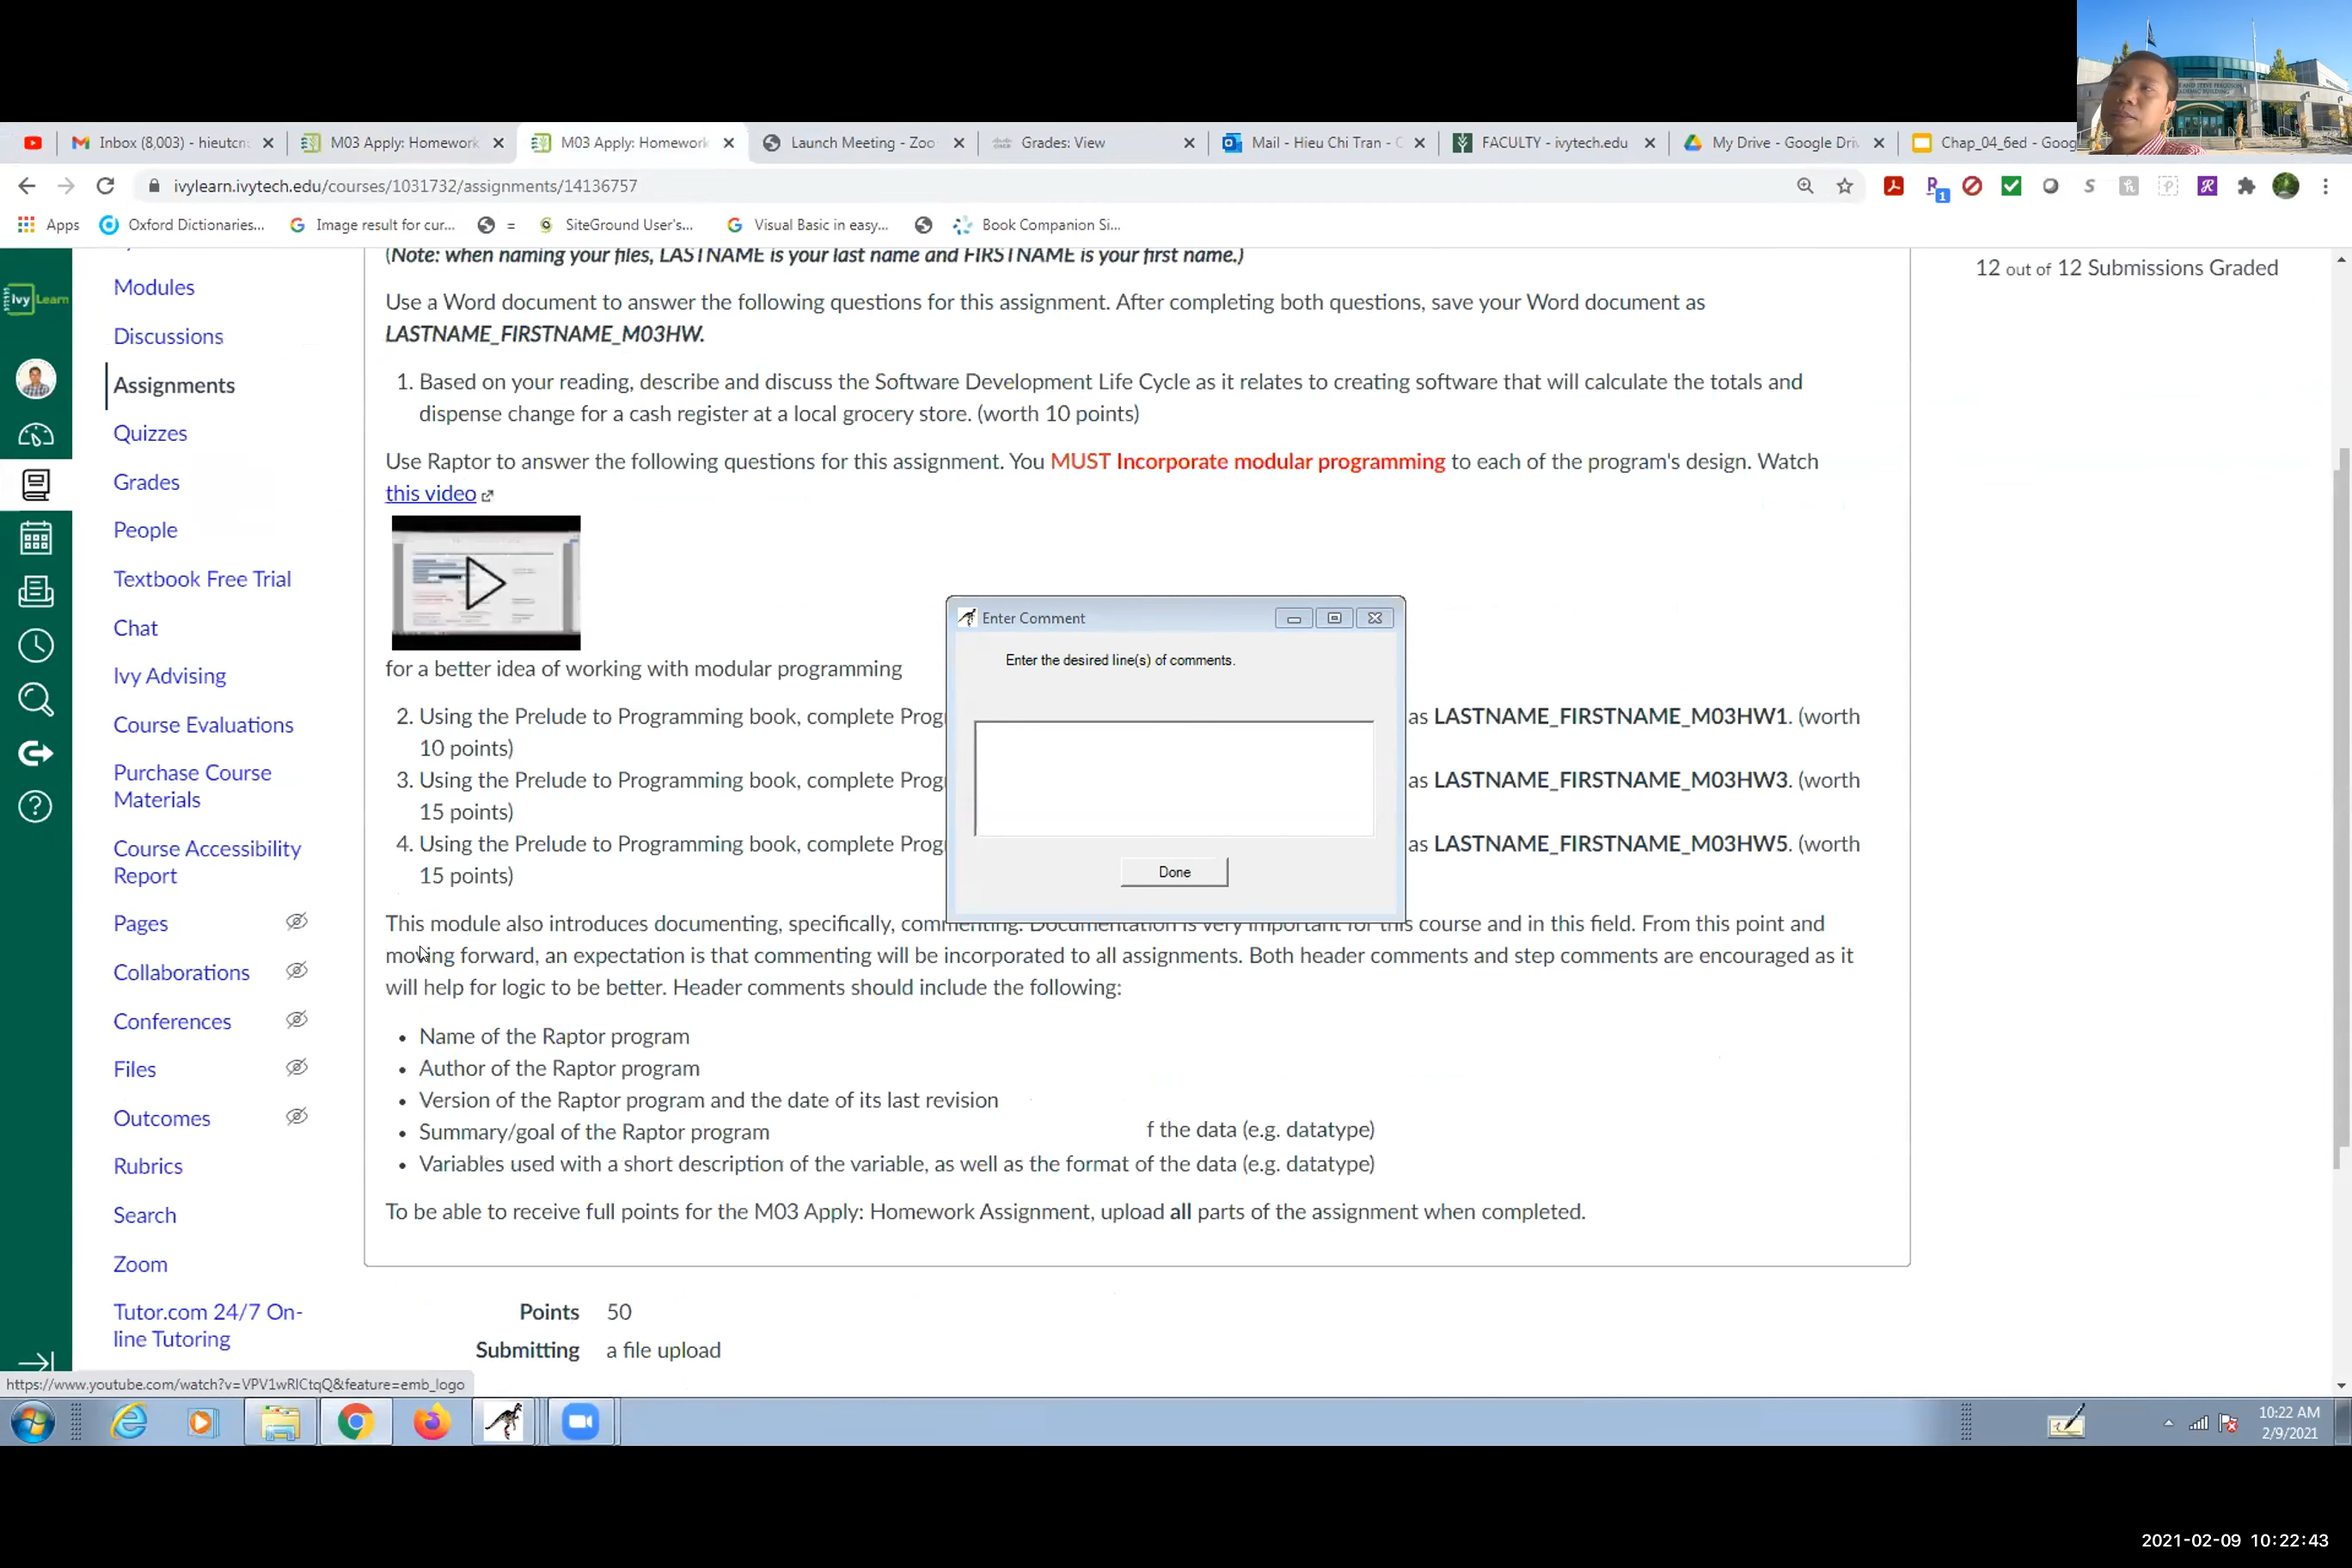 Inbox (8,003) - hieutcn
M03 Apply: Homework
M03 Apply: Homework
Launch Meeting - Zoo
Grades: View
Mail - Hieu Chi Tran -
FACULTY - ivytech.edu
My Drive - Google Dri
Chap_04_6ed - Goog
ivylearn.ivytech.edu/courses/1031732/assignments/14136757
1
Apps
Oxford Dictionaries...
Image result for cur...
=
SiteGround User's...
Visual Basic in easy...
Book Companion Si...
(Note: when naming your files, LASTNAME is your last name and FIRSTNAME is your first name.)
12 out of 12 Submissions Graded
Ivy Learn
Modules
Discussions
Assignments
Quizzes
Grades
People
Textbook Free Trial
Chat
Ivy Advising
Course Evaluations
Purchase Course
Materials
Course Accessibility
Report
Pages
Collaborations
Conferences
Files
Outcomes
Rubrics
Search
Zoom
Tutor.com 24/7 On-
line Tutoring
Use a Word document to answer the following questions for this assignment. After completing both questions, save your Word document as
LASTNAME_FIRSTNAME_M03HW.
1. Based on your reading, describe and discuss the Software Development Life Cycle as it relates to creating software that will calculate the totals and
dispense change for a cash register at a local grocery store. (worth 10 points)
Use Raptor to answer the following questions for this assignment. You MUST Incorporate modular programming to each of the program's design. Watch
this video
for a better idea of working with modular programming
2. Using the Prelude to Programming book, complete Prog as LASTNAME_FIRSTNAME_M03HW1. (worth
10 points)
3. Using the Prelude to Programming book, complete Prog as LASTNAME_FIRSTNAME_M03HW3. (worth
15 points)
4. Using the Prelude to Programming book, complete Prog as LASTNAME_FIRSTNAME_M03HW5. (worth
15 points)
Enter Comment
Enter the desired line(s) of comments.
Done
This module also introduces documenting, specifically, commenting. Documentation is very important for this course and in this field. From this point and
moving forward, an expectation is that commenting will be incorporated to all assignments. Both header comments and step comments are encouraged as it
will help for logic to be better. Header comments should include the following:
• Name of the Raptor program
• Author of the Raptor program
• Version of the Raptor program and the date of its last revision
• Summary/goal of the Raptor program
f the data (e.g. datatype)
• Variables used with a short description of the variable, as well as the format of the data (e.g. datatype)
To be able to receive full points for the M03 Apply: Homework Assignment, upload all parts of the assignment when completed.
Points 50
Submitting a file upload
https://www.youtube.com/watch?v=VPV1wRlCtqQ&feature=emb_logo
10:22 AM
2/9/2021
2021-02-09 10:22:43